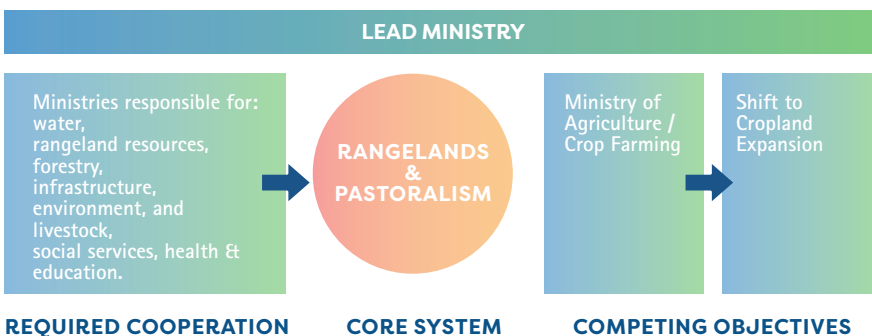 LEAD MINISTRY
Ministries responsible for:
water,
rangeland resources,
forestry,
infrastructure,
environment, and
livestock,
social services, health &
education.
RANGELANDS
&
PASTORALISM
Ministry of
Agriculture /
Crop Farming
Shift to
Cropland
Expansion
REQUIRED COOPERATION
CORE SYSTEM
COMPETING OBJECTIVES